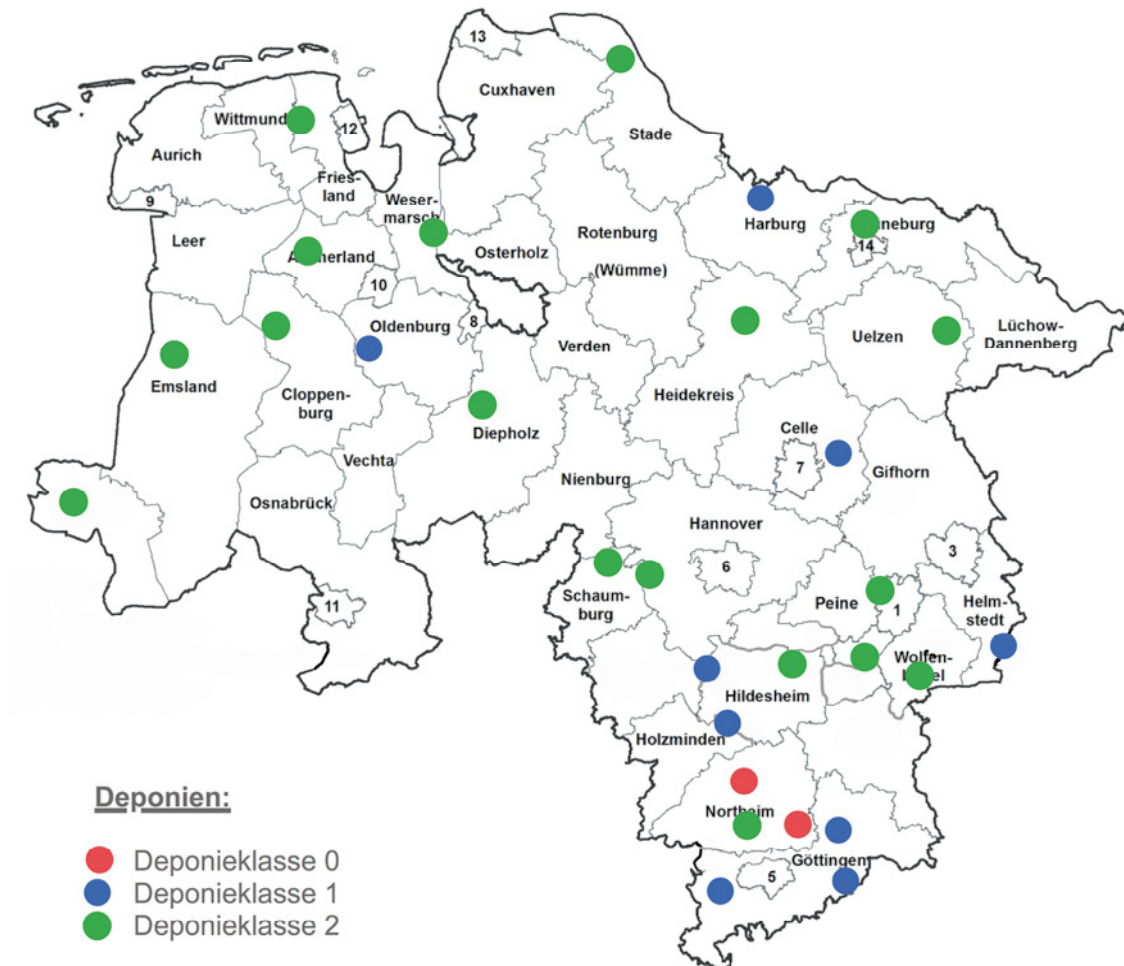 13
Cuxhaven
Stade
Wittmund
12
Aurich
Fries-
land
9
Weser-
marsch
Harburg
Leer
Osterholz
Rotenburg
(Wümme)
14
10
Oldenburg
8
Verden
Uelzen
Lüchow-
Dannenberg
Emsland
Cloppen-
burg
Heidekreis
Diepholz
Celle
7
Vechta
Gifhorn
Nienburg
Osnabrück
Hannover
3
6
Schaum-
burg
Peine
1
Helm-
stedt
11
Wolfen-
Hildesheim
Holzminden
Northeim
Göttingen
5
Deponien:
Deponieklasse 0
Deponieklasse 1
Deponieklasse 2